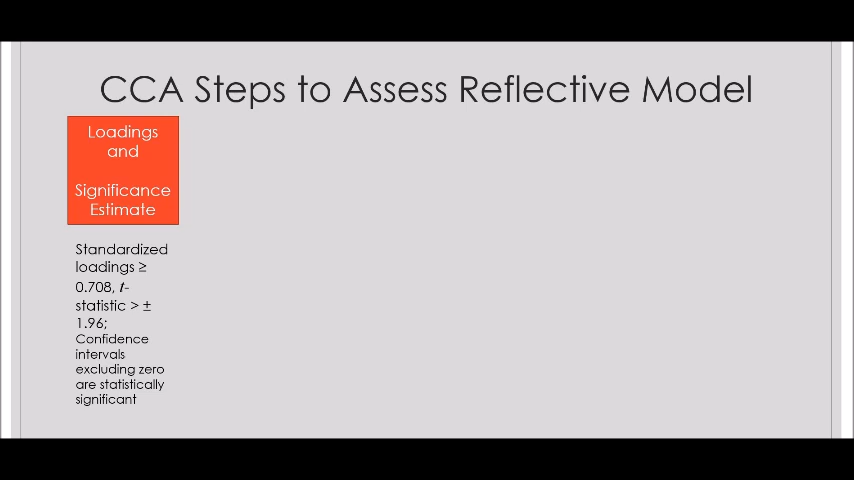 CCA Steps to Assess Reflective Model
Loadings
and
Significance
Estimate
Standardized
loadings ≥
0.708, t-
statistic > ±
1.96;
Confidence
intervals
excluding zero
are statistically
significant